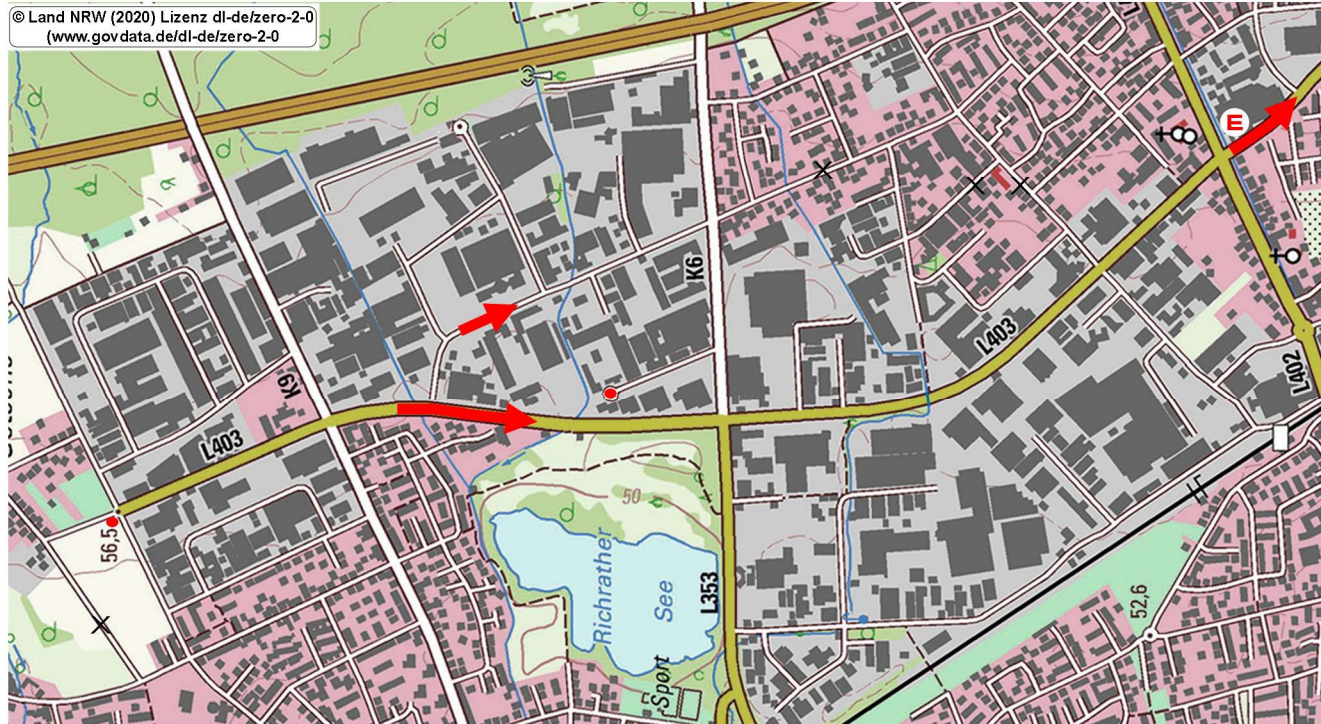 © Land NRW (2020) Lizenz dl-de/zero-2-0
(www.govdata.de/dl-de/zero-2-0
E
K6
L403
L402
K9
L403
50
56,5
Richrather
See
L353
52,6
Sport